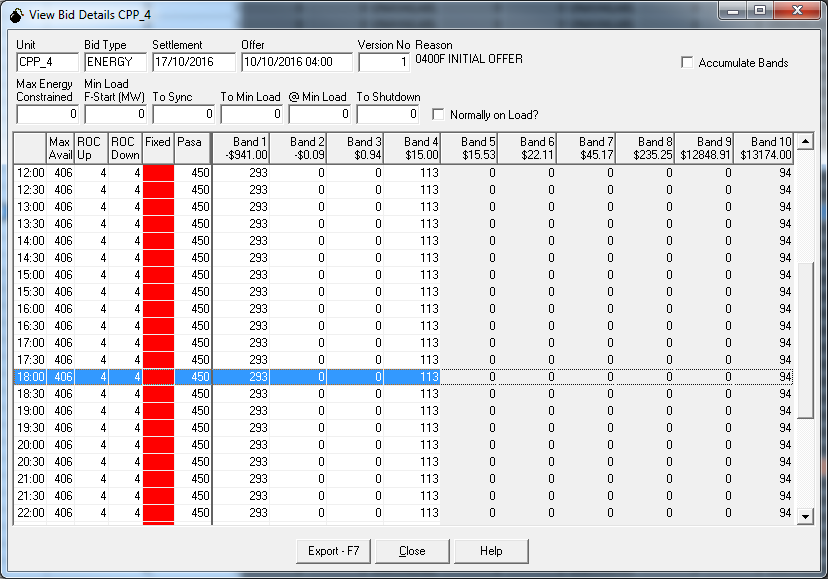 View Bid Details CPP_4
Unit Bid Type Settlement Offer Version No Reason
CPP_4 ENERGY 17/10/2016 10/10/2016 04:00 1 0400F INITIAL OFFER
Accumulate Bands
Max Energy Min Load
Constrained F-Start (MW) To Sync To Min Load @ Min Load To Shutdown
0 0 0 0 0 0 Normally on Load?
Max ROC ROC Fixed Pasa Band 1 Band 2 Band 3 Band 4 Band 5 Band 6 Band 7 Band 8 Band 9 Band 10
Avail Up Down -$941.00 -$0.09 $0.94 $15.00 $15.53 $22.11 $45.17 $235.25 $12848.91 $13174.00
12:00 406 4 4 450 293 0 0 113 0 0 0 0 0 94
12:30 406 4 4 450 293 0 0 113 0 0 0 0 0 94
13:00 406 4 4 450 293 0 0 113 0 0 0 0 0 94
13:30 406 4 4 450 293 0 0 113 0 0 0 0 0 94
14:00 406 4 4 450 293 0 0 113 0 0 0 0 0 94
14:30 406 4 4 450 293 0 0 113 0 0 0 0 0 94
15:00 406 4 4 450 293 0 0 113 0 0 0 0 0 94
15:30 406 4 4 450 293 0 0 113 0 0 0 0 0 94
16:00 406 4 4 450 293 0 0 113 0 0 0 0 0 94
16:30 406 4 4 450 293 0 0 113 0 0 0 0 0 94
17:00 406 4 4 450 293 0 0 113 0 0 0 0 0 94
17:30 406 4 4 450 293 0 0 113 0 0 0 0 0 94
18:00 406 4 4 450 293 0 0 113 0 0 0 0 0 94
18:30 406 4 4 450 293 0 0 113 0 0 0 0 0 94
19:00 406 4 4 450 293 0 0 113 0 0 0 0 0 94
19:30 406 4 4 450 293 0 0 113 0 0 0 0 0 94
20:00 406 4 4 450 293 0 0 113 0 0 0 0 0 94
20:30 406 4 4 450 293 0 0 113 0 0 0 0 0 94
21:00 406 4 4 450 293 0 0 113 0 0 0 0 0 94
21:30 406 4 4 450 293 0 0 113 0 0 0 0 0 94
22:00 406 4 4 450 293 0 0 113 0 0 0 0 0 94
Export - F7 Close Help